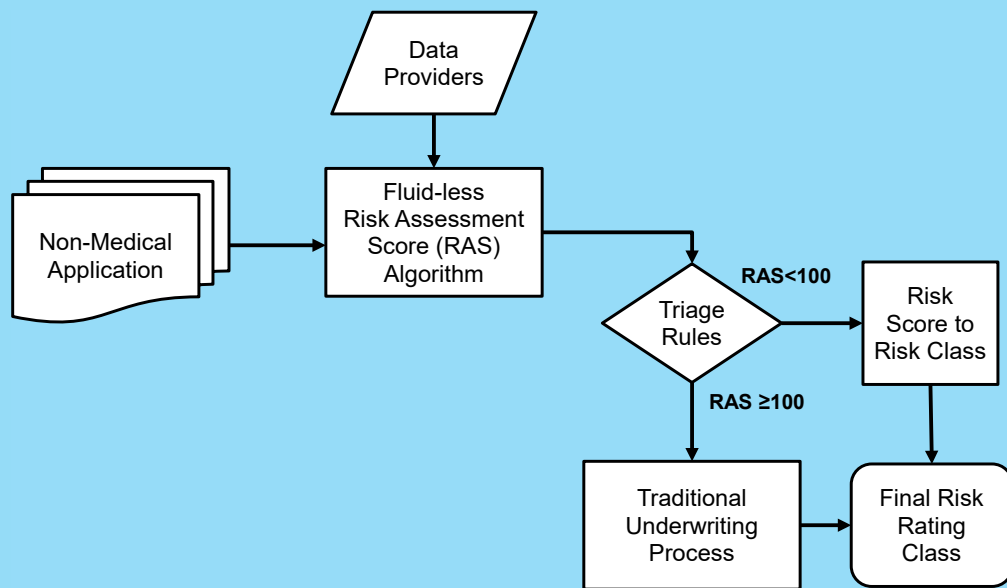 Data
Providers
Non-Medical
Application
Fluid-less
Risk Assessment
Score (RAS)
Algorithm
Triage
Rules
RAS<100
Risk
Score to
Risk Class
RAS ≥100
Traditional
Underwriting
Process
Final Risk
Rating
Class